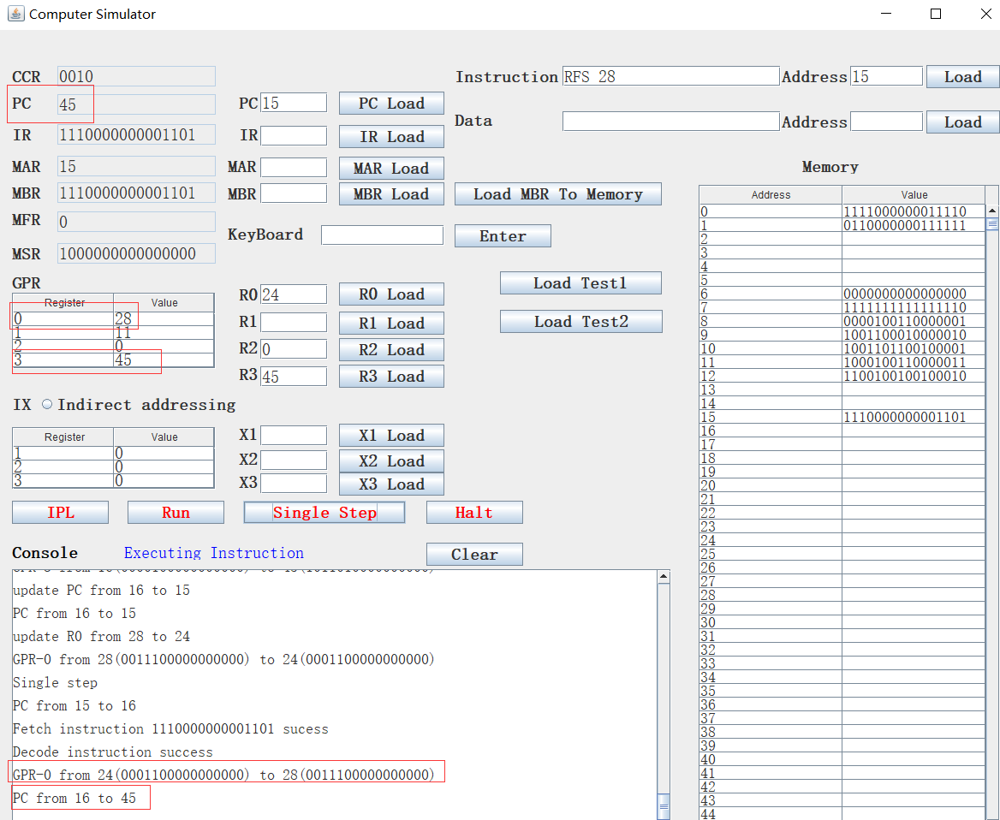 Computer Simulator
CCR 0010 Instruction RFS 28 Address 15 Load
PC 45 PC 15 PC Load
IR 1110000000001101 IR IR Load Data Address Load
MAR 15 MAR MAR Load Memory
MBR 1110000000001101 MBR MBR Load Load MBR To Memory
MFR 0
KeyBoard Enter
MSR 1000000000000000
GPR
Register Value
0 28
1 11
2 0
3 45
R0 24 R0 Load Load Test1
R1 R1 Load Load Test2
R2 0 R2 Load
R3 45 R3 Load
IX Indirect addressing
Register Value
1 0
2 0
3 0
X1 X1 Load
X2 X2 Load
X3 X3 Load
IPL Run Single Step Halt
Console Executing Instruction Clear
update PC from 16 to 15
PC from 16 to 15
update R0 from 28 to 24
GPR-0 from 28(0011100000000000) to 24(0001100000000000)
Single step
PC from 15 to 16
Fetch instruction 1110000000001101 sucess
Decode instruction success
GPR-0 from 24(0001100000000000) to 28(0011100000000000)
PC from 16 to 45
Address Value
0 1111000000011110
1 0110000000111111
2
3
4
5
6 0000000000000000
7 1111111111111110
8 0000100110000001
9 1001100010000010
10 1001101100100001
11 1000100110000011
12 1100100100100010
13
14
15 1110000000001101
16
17
18
19
20
21
22
23
24
25
26
27
28
29
30
31
32
33
34
35
36
37
38
39
40
41
42
43
44